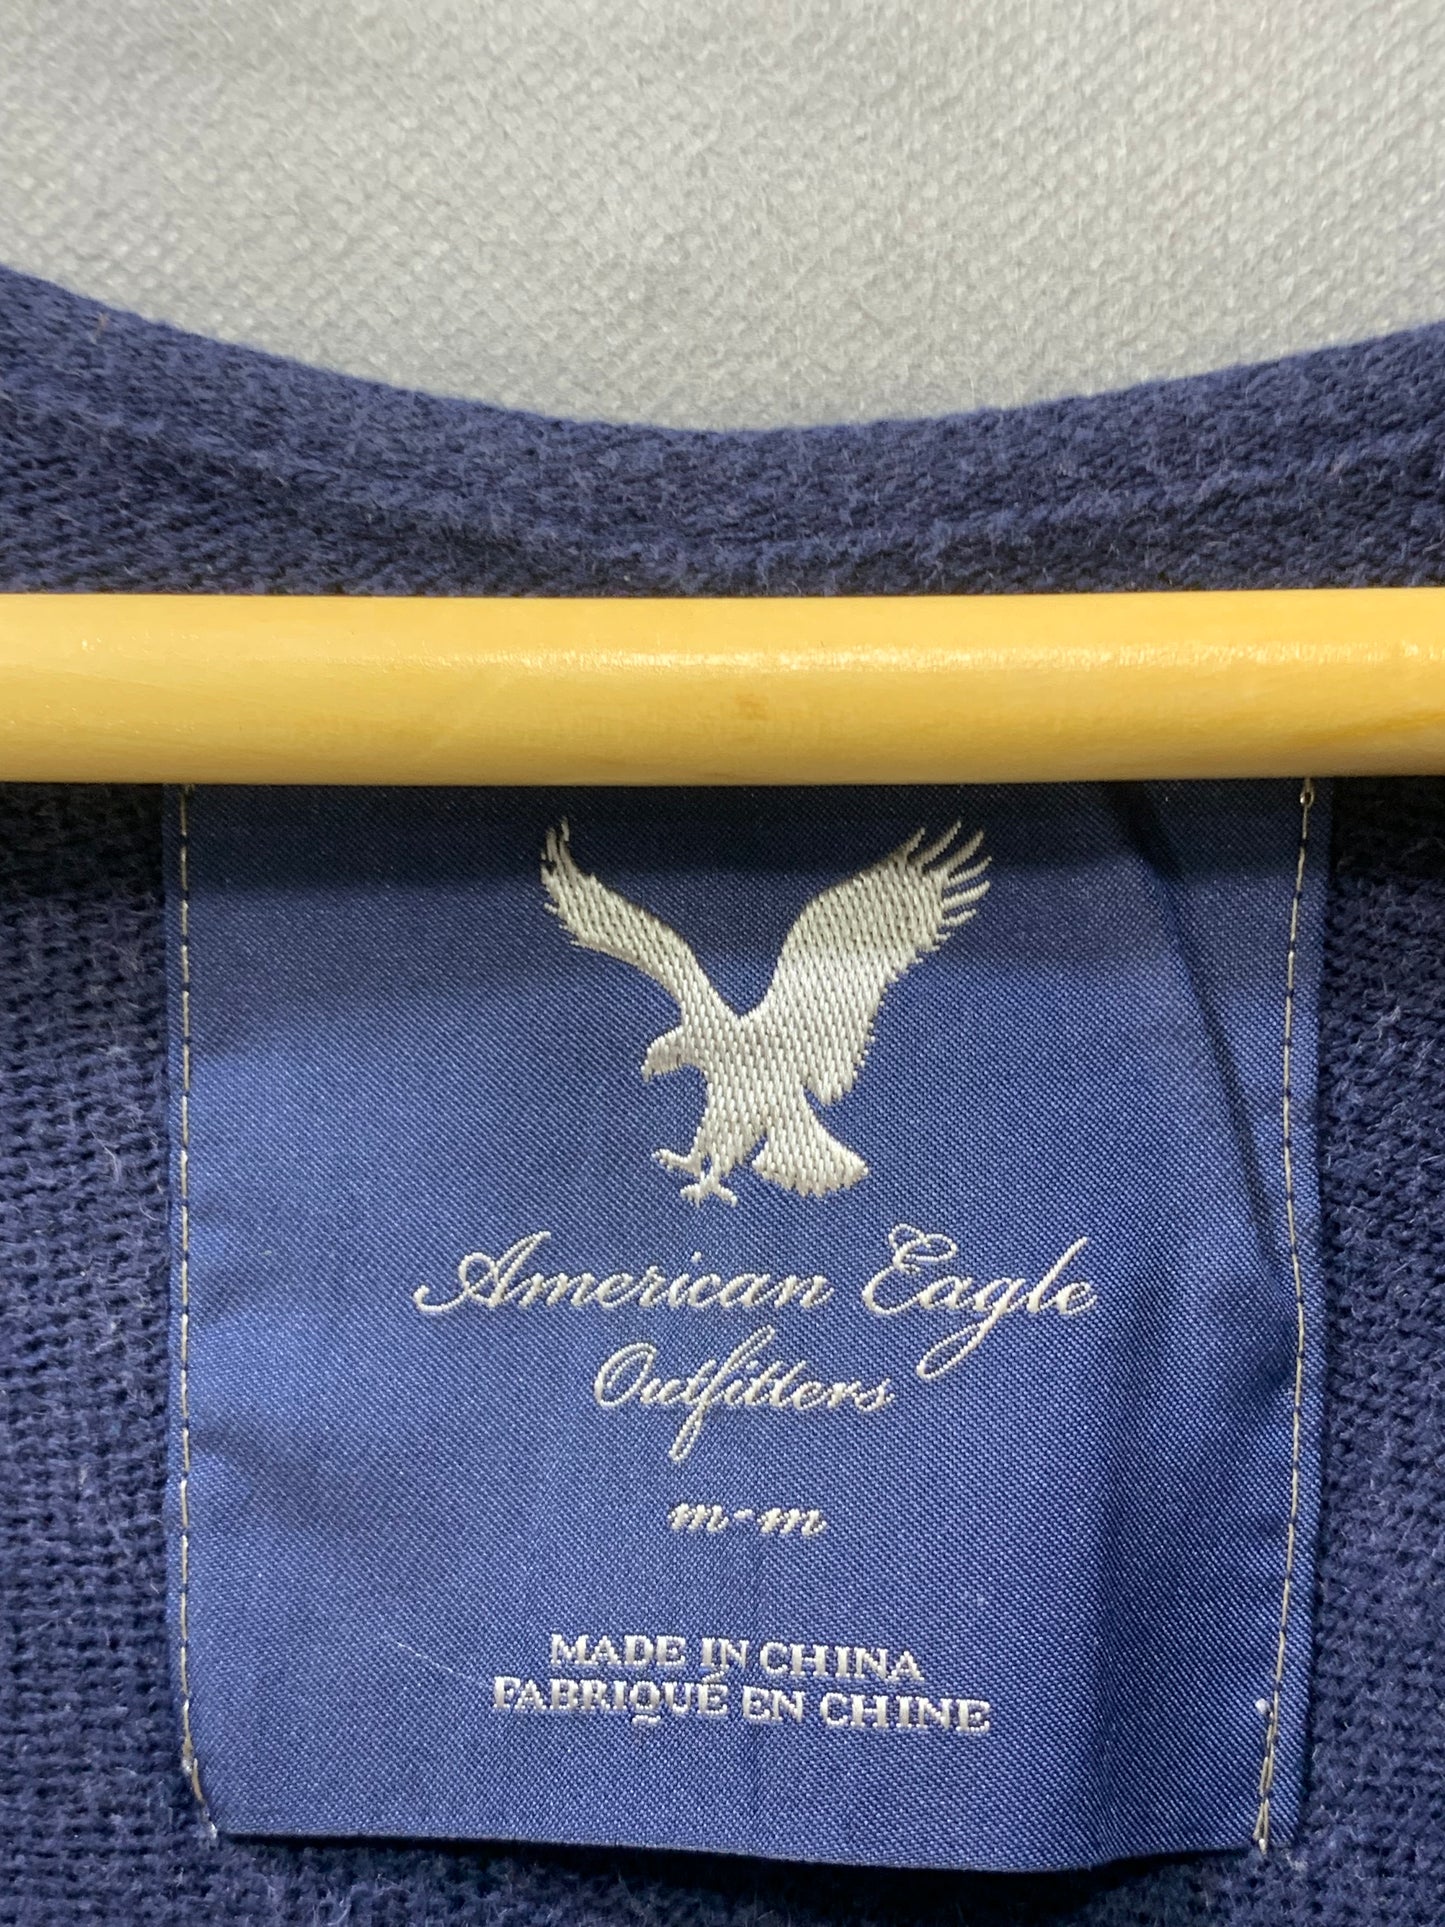 American Eagle
Outfitters
m-m
MADE IN CHINA
FABRIQUÉ EN CHINE